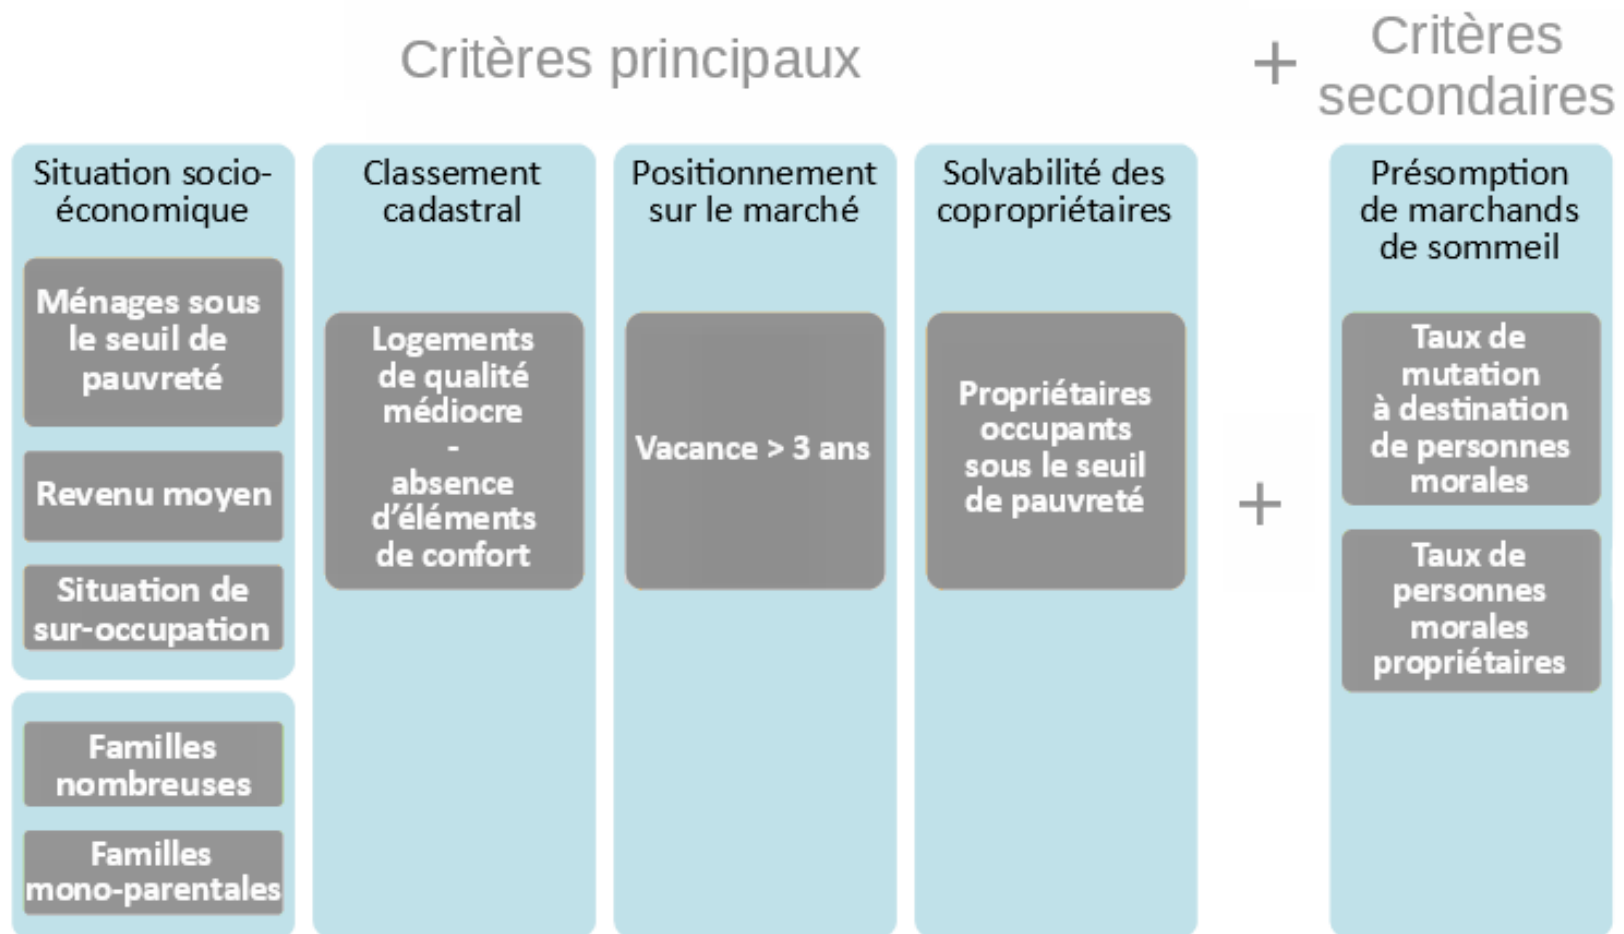 Critères principaux
+
Critères
secondaires
Situation socio-
économique
Ménages sous
le seuil de
pauvreté
Revenu moyen
Situation de
sur-occupation
Familles
nombreuses
Familles
mono-parentales
Classement
cadastral
Logements
de qualité
médiocre
-
absence
d'éléments
de confort
Positionnement
sur le marché
Vacance > 3 ans
Solvabilité des
copropriétaires
Propriétaires
occupants
sous le seuil
de pauvreté
+
Présomption
de marchands
de sommeil
Taux de
mutation
à destination
de personnes
morales
Taux de
personnes
morales
propriétaires